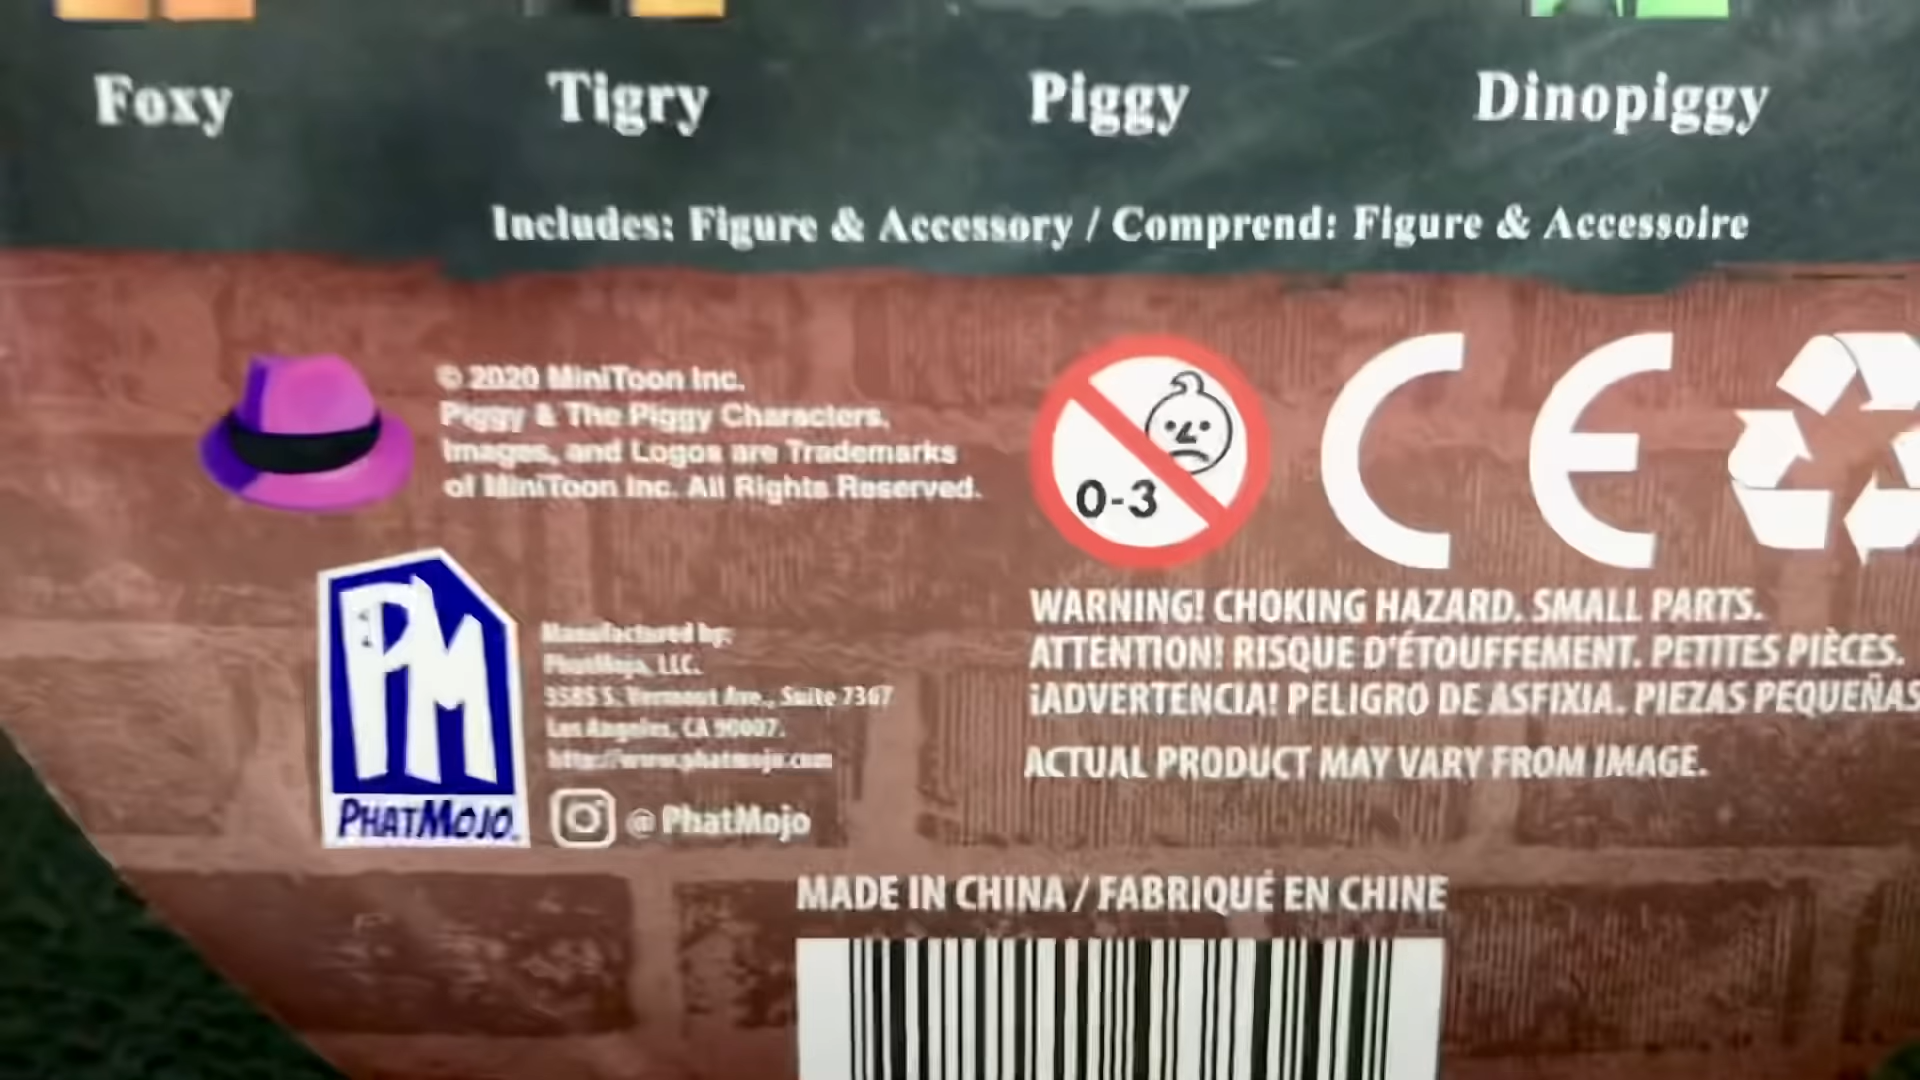 Foxy Tigry Piggy Dinopiggy
Includes: Figure & Accessory / Comprend: Figure & Accessoire
© 2020 MiniToon Inc.
Piggy & The Piggy Characters,
Images, and Logos are Trademarks
of MiniToon Inc. All Rights Reserved.
0-3
CE
WARNING! CHOKING HAZARD. SMALL PARTS.
ATTENTION! RISQUE D'ÉTOUFFEMENT. PETITES PIÈCES.
¡ADVERTENCIA! PELIGRO DE ASFIXIA. PIEZAS PEQUEÑAS
ACTUAL PRODUCT MAY VARY FROM IMAGE.
PM
PHATMOJO
Manufactured by:
PhatMojo, LLC.
3585 S. Vermont Ave., Suite 7367
Los Angeles, CA 90007.
http://www.phatmojo.com
@ PhatMojo
MADE IN CHINA / FABRIQUÉ EN CHINE